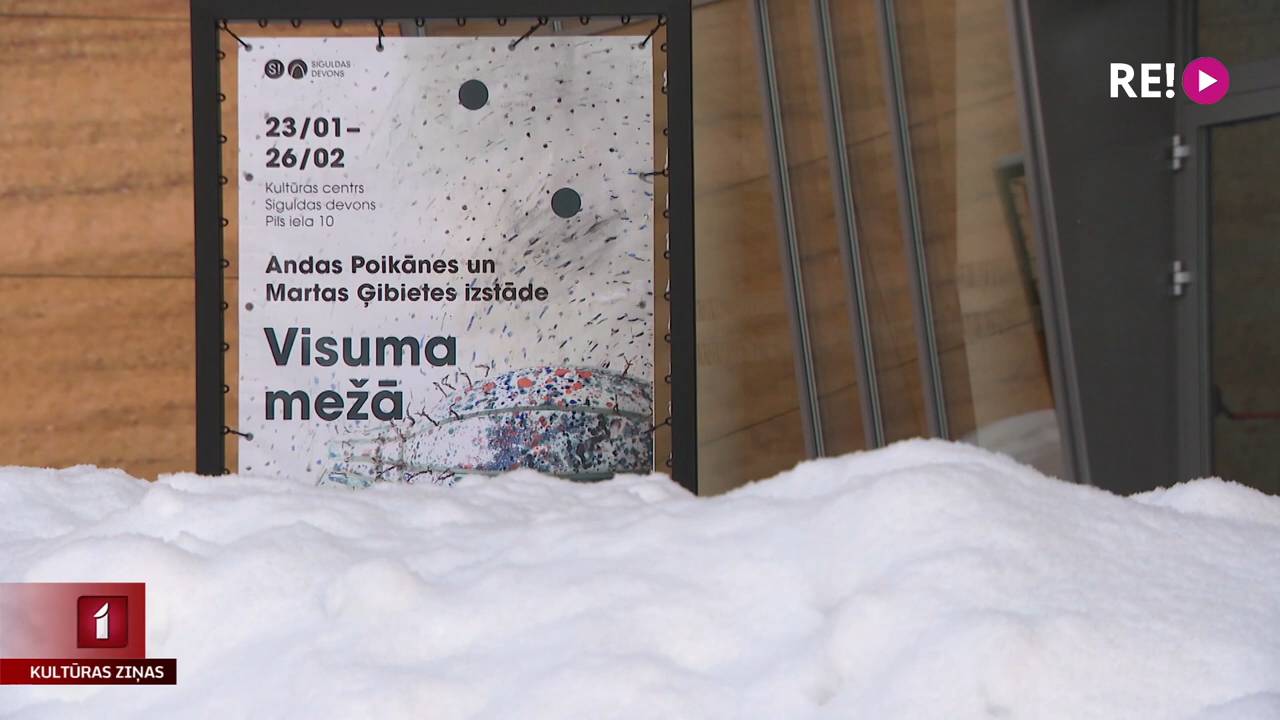 RE!
SI
SIGULDAS
DEVONS
23/01–
26/02
Kultūras centrs
Siguldas devons
Pils iela 10
Andas Poikānes un
Martas Ģibietes izstāde
Visuma
mežā
1
KULTŪRAS ZIŅAS